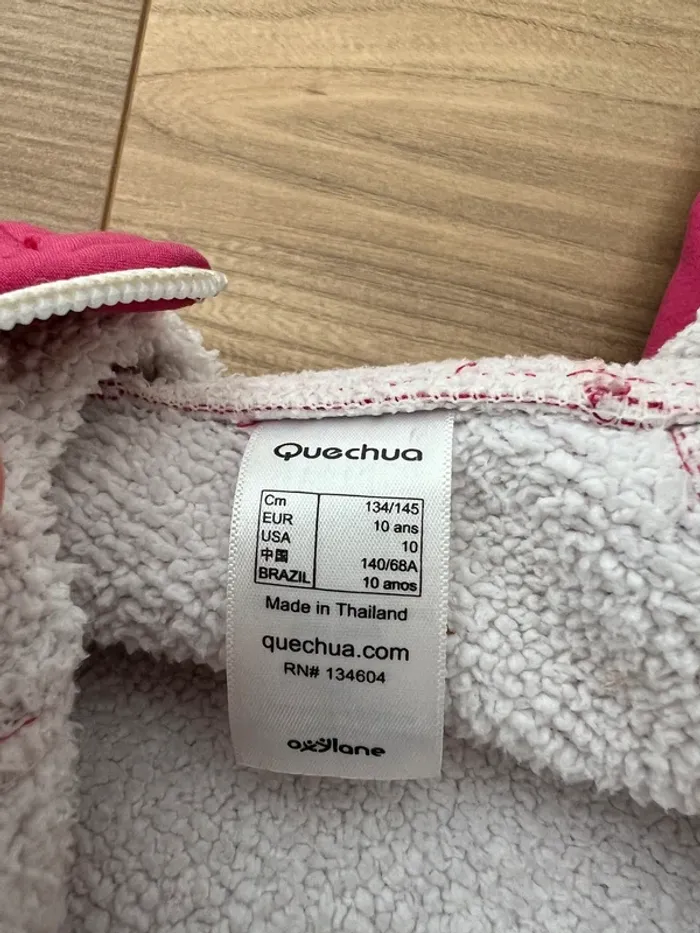 Quechua
Cm 134/145
EUR 10 ans
USA 10
中国 140/68A
BRAZIL 10 anos
Made in Thailand
quechua.com
RN# 134604
oxylane